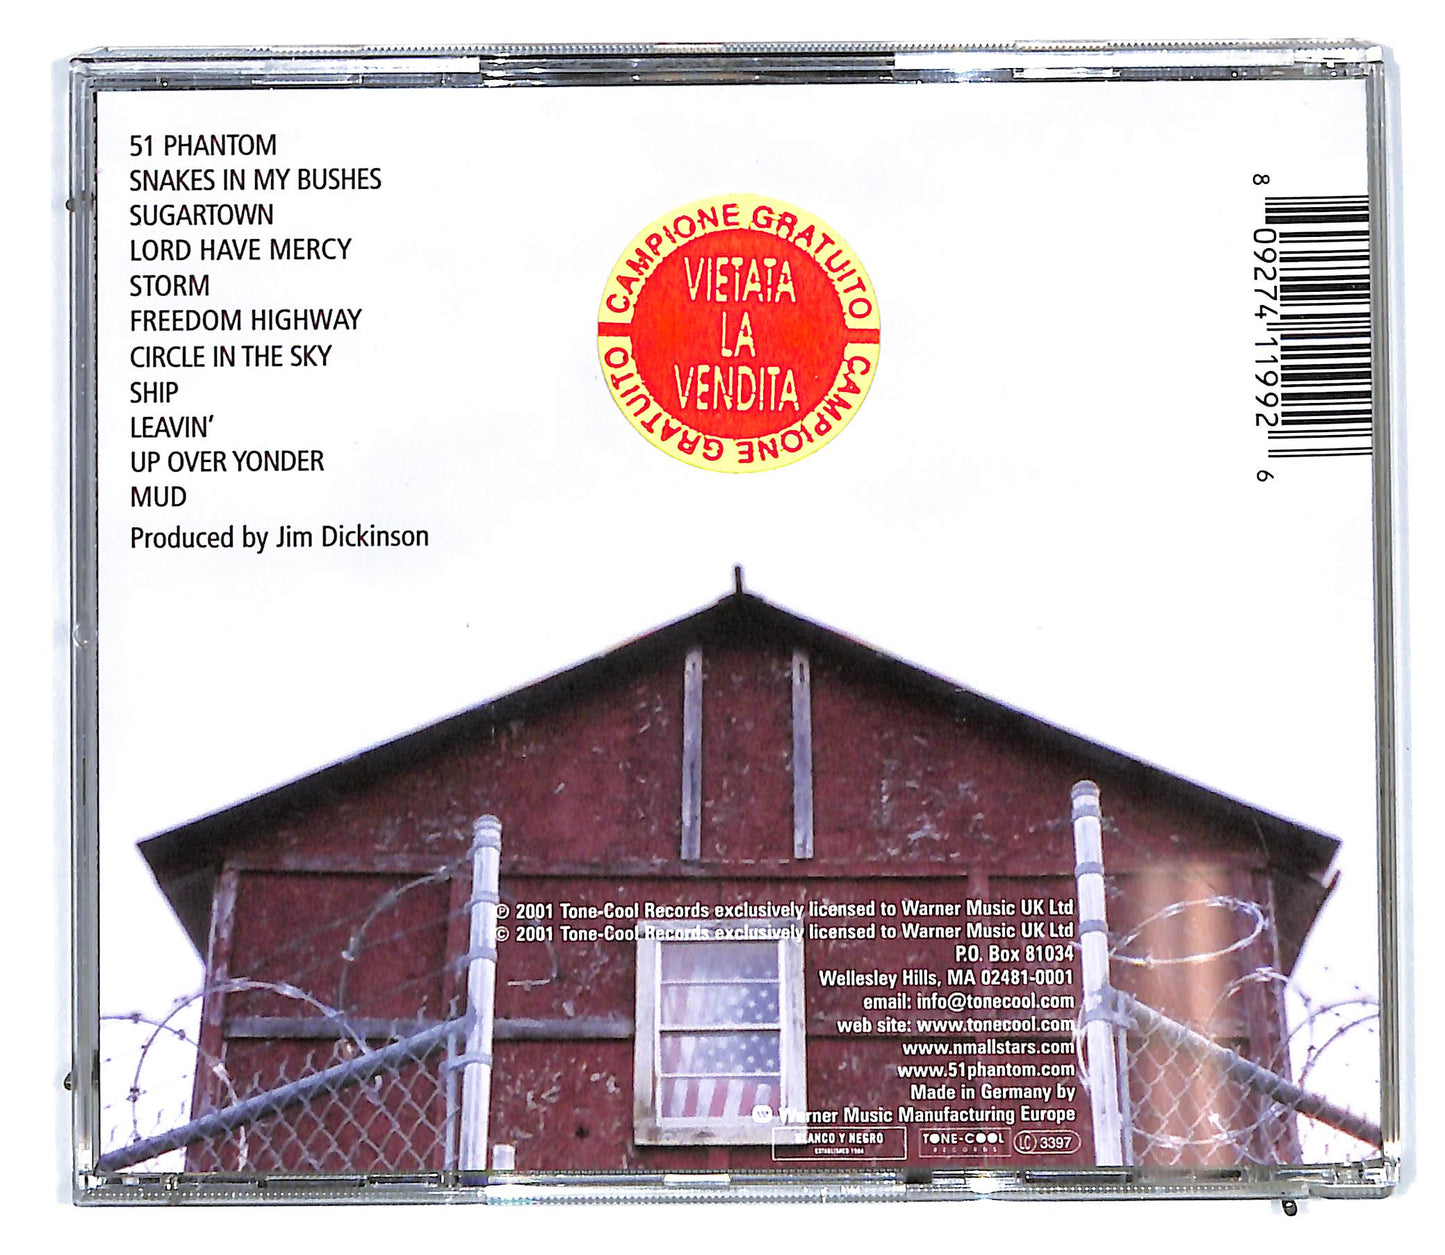 51 PHANTOM
SNAKES IN MY BUSHES
SUGARTOWN
LORD HAVE MERCY
STORM
FREEDOM HIGHWAY
CIRCLE IN THE SKY
SHIP
LEAVIN'
UP OVER YONDER
MUD
Produced by Jim Dickinson
CAMPIONE GRATUITO
VIETATA
LA
VENDITA
CAMPIONE GRATUITO
8 09274 11992 6
℗ 2001 Tone-Cool Records exclusively licensed to Warner Music UK Ltd
© 2001 Tone-Cool Records exclusively licensed to Warner Music UK Ltd
P.O. Box 81034
Wellesley Hills, MA 02481-0001
email: info@tonecool.com
web site: www.tonecool.com
www.nmallstars.com
www.51phantom.com
Made in Germany by
Warner Music Manufacturing Europe
BLANCO Y NEGRO
ESTABLISHED 1984
TONE-COOL
RECORDS
LC 3397